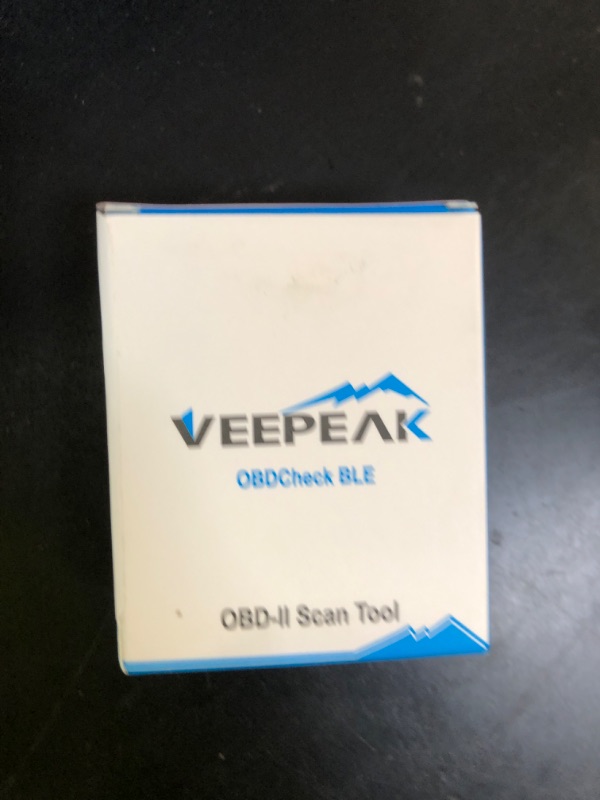 VEEPEAK
OBDCheck BLE
OBD-II Scan Tool